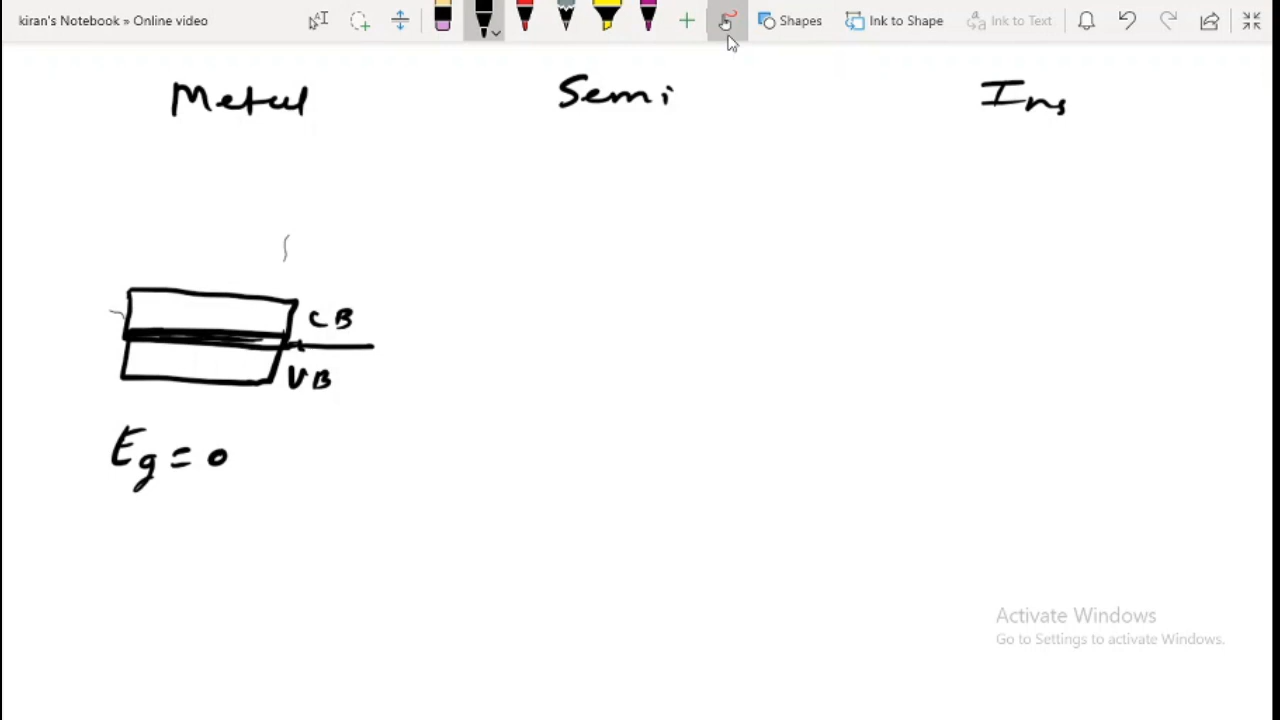 kiran's Notebook » Online video
Shapes
Ink to Shape
Ink to Text
Metal
Semi
Ins
CB
VB
Eg = 0
Activate Windows
Go to Settings to activate Windows.